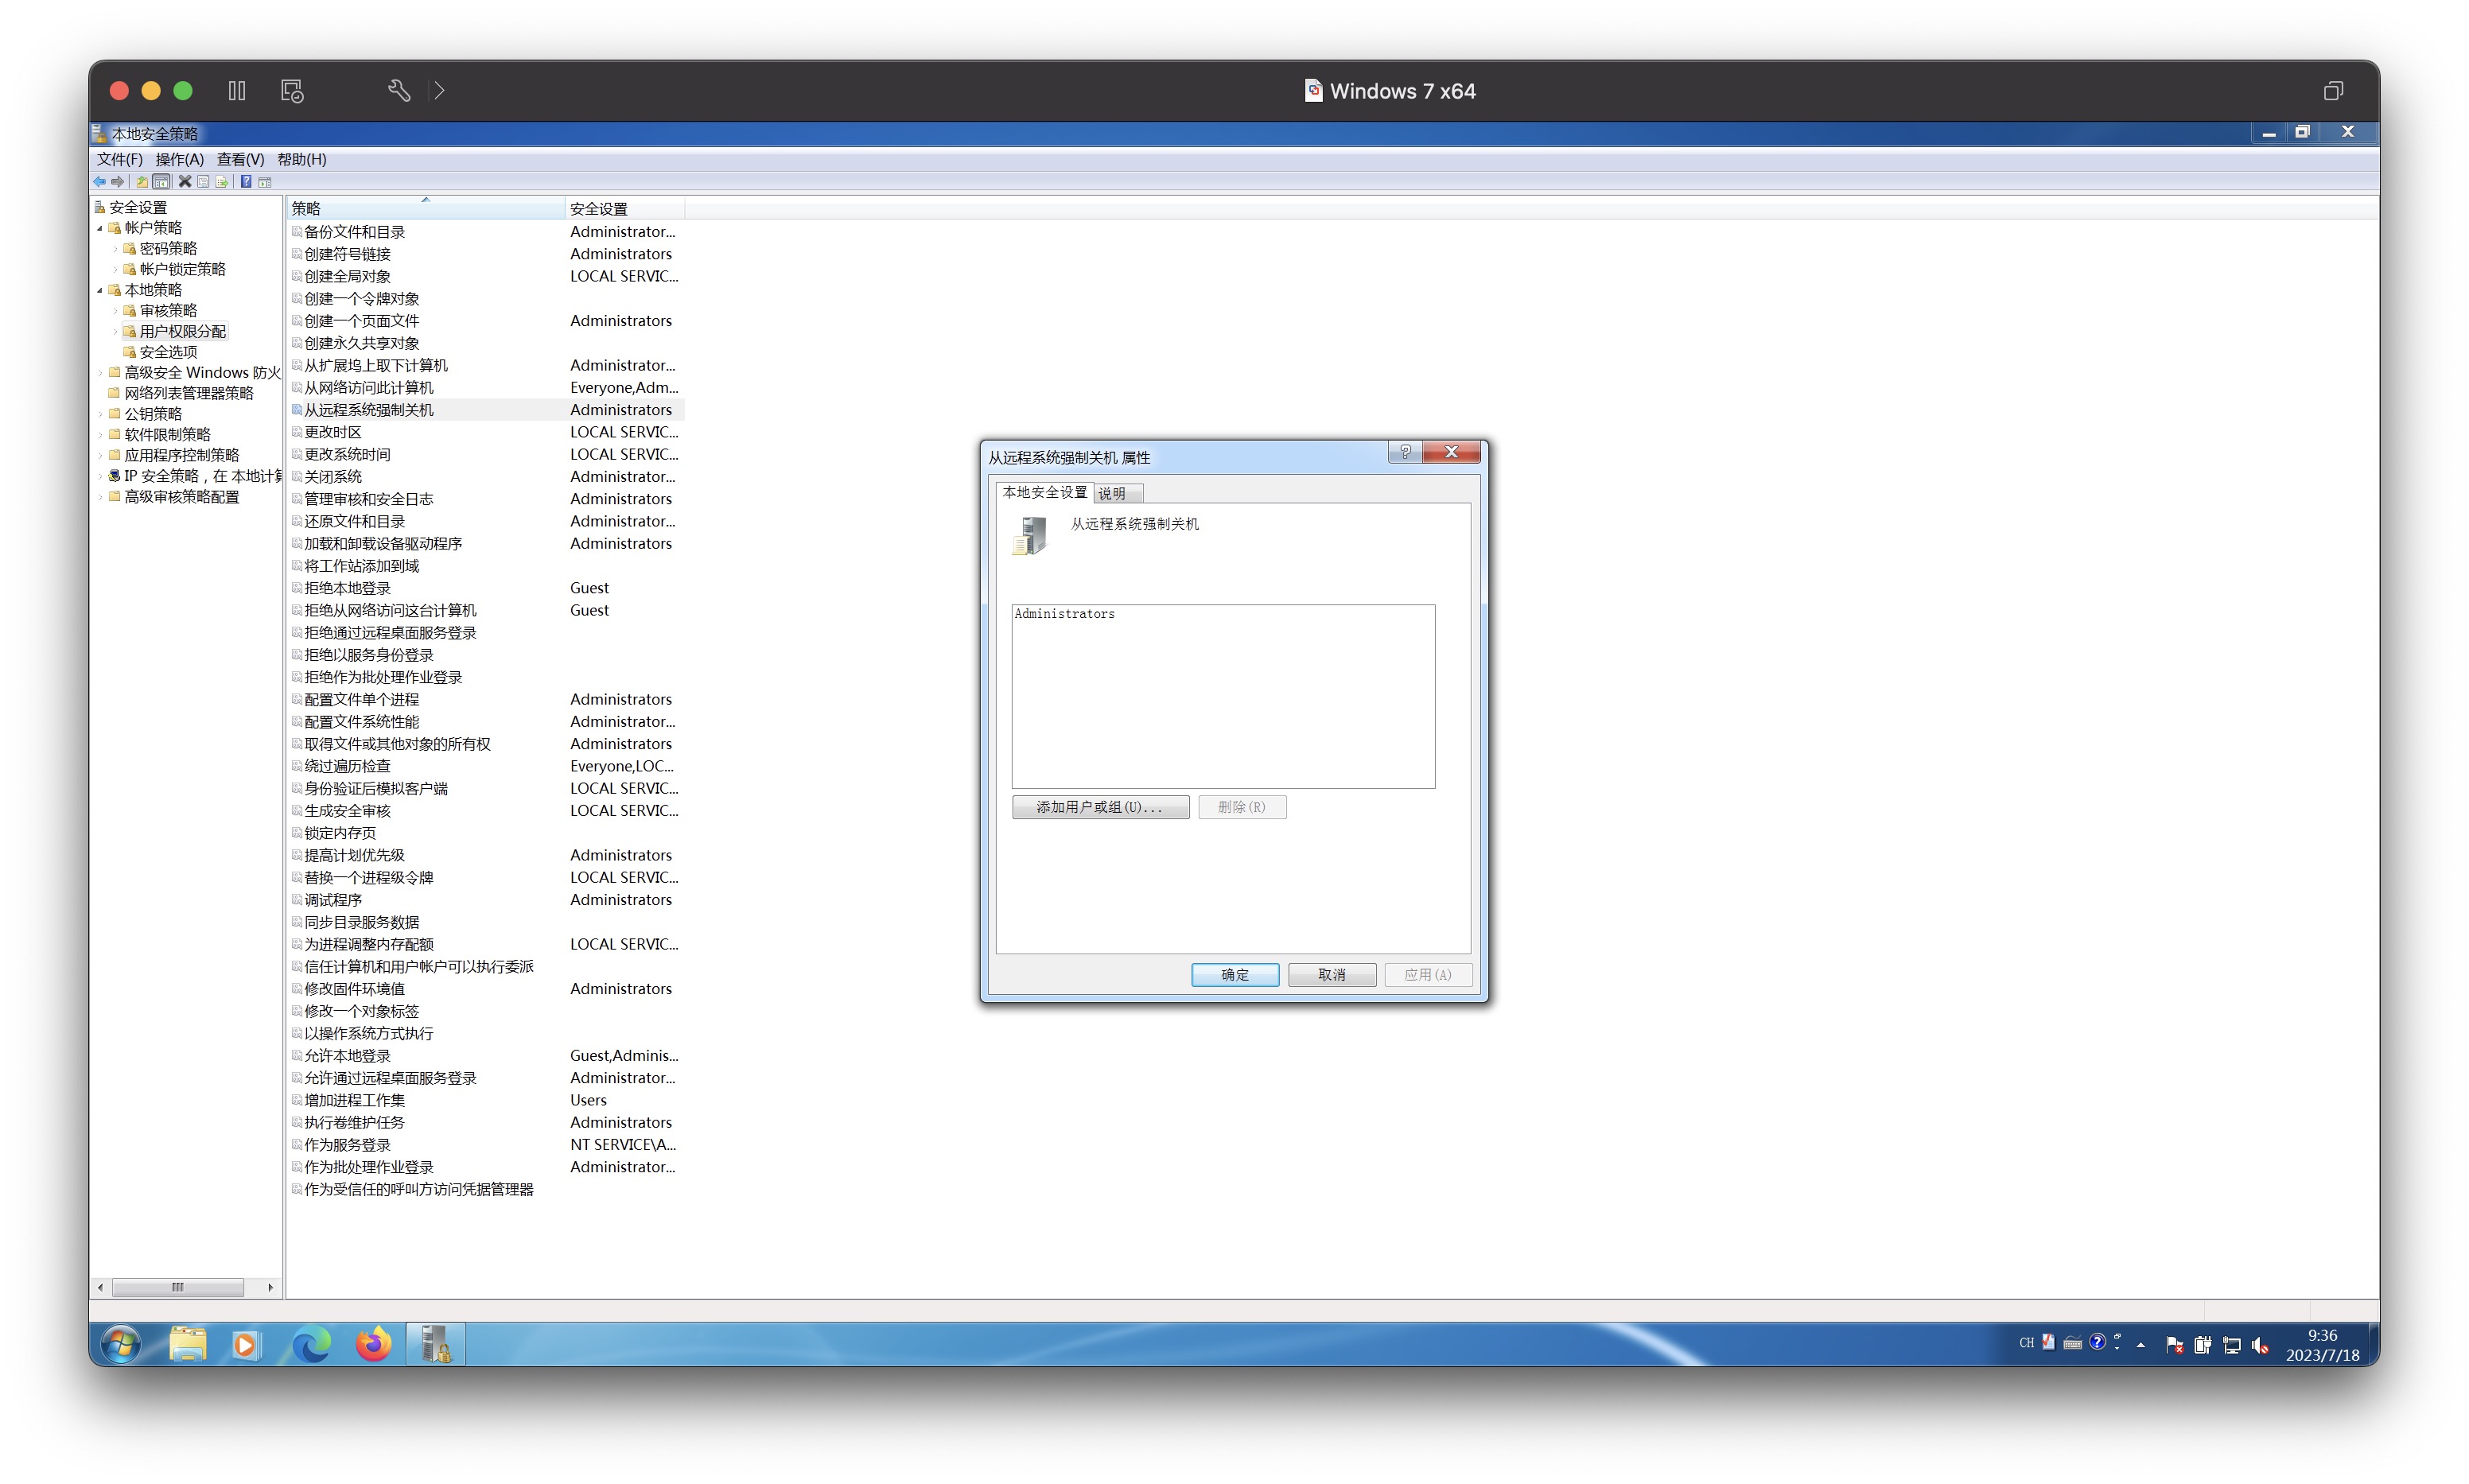 Windows 7 x64
本地安全策略
文件(F) 操作(A) 查看(V) 帮助(H)
安全设置
帐户策略
密码策略
帐户锁定策略
本地策略
审核策略
用户权限分配
安全选项
高级安全 Windows 防火
网络列表管理器策略
公钥策略
软件限制策略
应用程序控制策略
IP 安全策略，在 本地计
高级审核策略配置
策略 安全设置
备份文件和目录 Administrator...
创建符号链接 Administrators
创建全局对象 LOCAL SERVIC...
创建一个令牌对象
创建一个页面文件 Administrators
创建永久共享对象
从扩展坞上取下计算机 Administrator...
从网络访问此计算机 Everyone,Adm...
从远程系统强制关机 Administrators
更改时区 LOCAL SERVIC...
更改系统时间 LOCAL SERVIC...
关闭系统 Administrator...
管理审核和安全日志 Administrators
还原文件和目录 Administrator...
加载和卸载设备驱动程序 Administrators
将工作站添加到域
拒绝本地登录 Guest
拒绝从网络访问这台计算机 Guest
拒绝通过远程桌面服务登录
拒绝以服务身份登录
拒绝作为批处理作业登录
配置文件单个进程 Administrators
配置文件系统性能 Administrator...
取得文件或其他对象的所有权 Administrators
绕过遍历检查 Everyone,LOC...
身份验证后模拟客户端 LOCAL SERVIC...
生成安全审核 LOCAL SERVIC...
锁定内存页
提高计划优先级 Administrators
替换一个进程级令牌 LOCAL SERVIC...
调试程序 Administrators
同步目录服务数据
为进程调整内存配额 LOCAL SERVIC...
信任计算机和用户帐户可以执行委派
修改固件环境值 Administrators
修改一个对象标签
以操作系统方式执行
允许本地登录 Guest,Adminis...
允许通过远程桌面服务登录 Administrator...
增加进程工作集 Users
执行卷维护任务 Administrators
作为服务登录 NT SERVICE\A...
作为批处理作业登录 Administrator...
作为受信任的呼叫方访问凭据管理器
从远程系统强制关机 属性
本地安全设置 说明
从远程系统强制关机
Administrators
添加用户或组(U)... 删除(R)
确定 取消 应用(A)
CH
9:36
2023/7/18